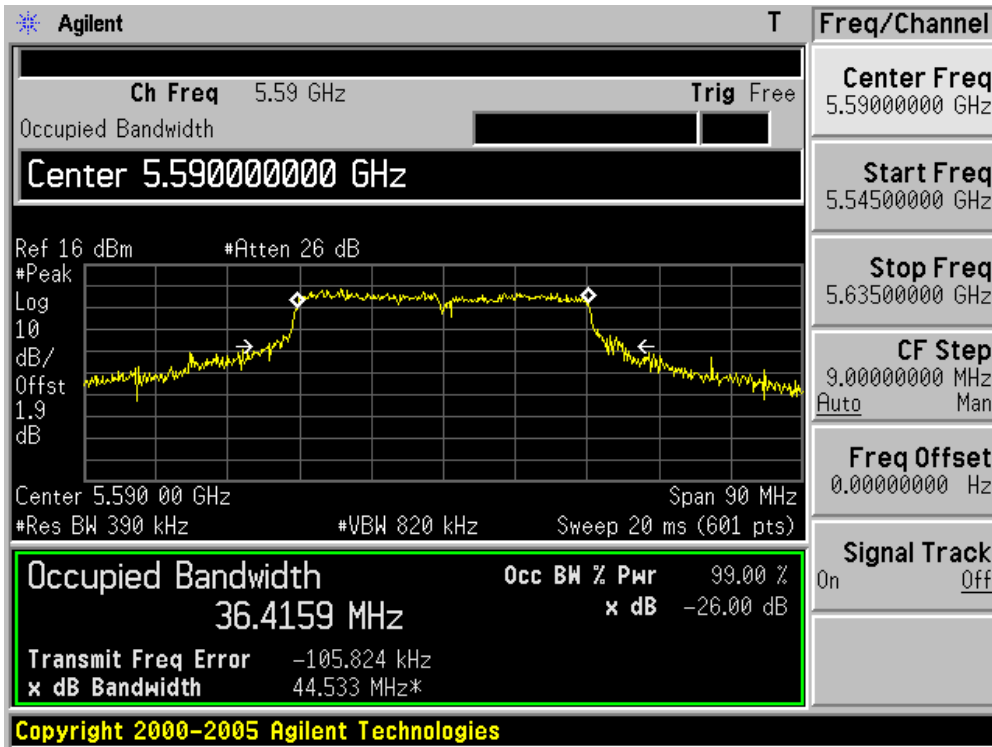 Agilent T
Freq/Channel
Ch Freq 5.59 GHz Trig Free
Occupied Bandwidth
Center 5.590000000 GHz
Ref 16 dBm #Atten 26 dB
#Peak
Log
10
dB/
Offst
1.9
dB
Center 5.590 00 GHz Span 90 MHz
#Res BW 390 kHz #VBW 820 kHz Sweep 20 ms (601 pts)
Occupied Bandwidth Occ BW % Pwr 99.00 %
36.4159 MHz x dB -26.00 dB
Transmit Freq Error -105.824 kHz
x dB Bandwidth 44.533 MHz*
Copyright 2000-2005 Agilent Technologies
Center Freq
5.59000000 GHz
Start Freq
5.54500000 GHz
Stop Freq
5.63500000 GHz
CF Step
9.00000000 MHz
Auto Man
Freq Offset
0.00000000 Hz
Signal Track
On Off